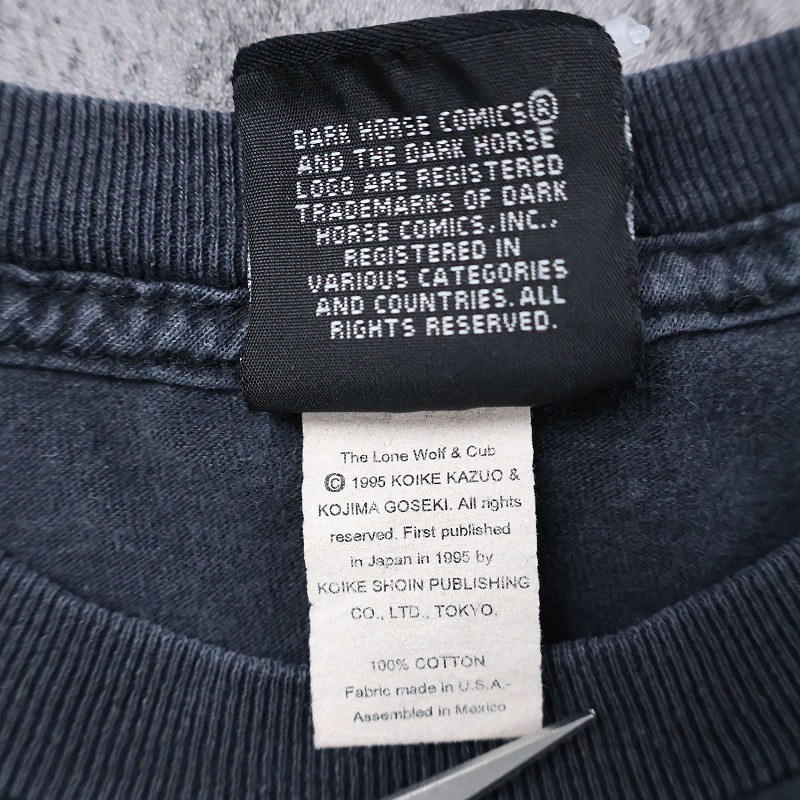 DARK HORSE COMICS®
AND THE DARK HORSE
LOGO ARE REGISTERED
TRADEMARKS OF DARK
HORSE COMICS, INC.,
REGISTERED IN
VARIOUS CATEGORIES
AND COUNTRIES. ALL
RIGHTS RESERVED.
The Lone Wolf & Cub
© 1995 KOIKE KAZUO &
KOJIMA GOSEKI. All rights
reserved. First published
in Japan in 1995 by
KOIKE SHOIN PUBLISHING
CO., LTD., TOKYO.
100% COTTON
Fabric made in U.S.A.-
Assembled in Mexico